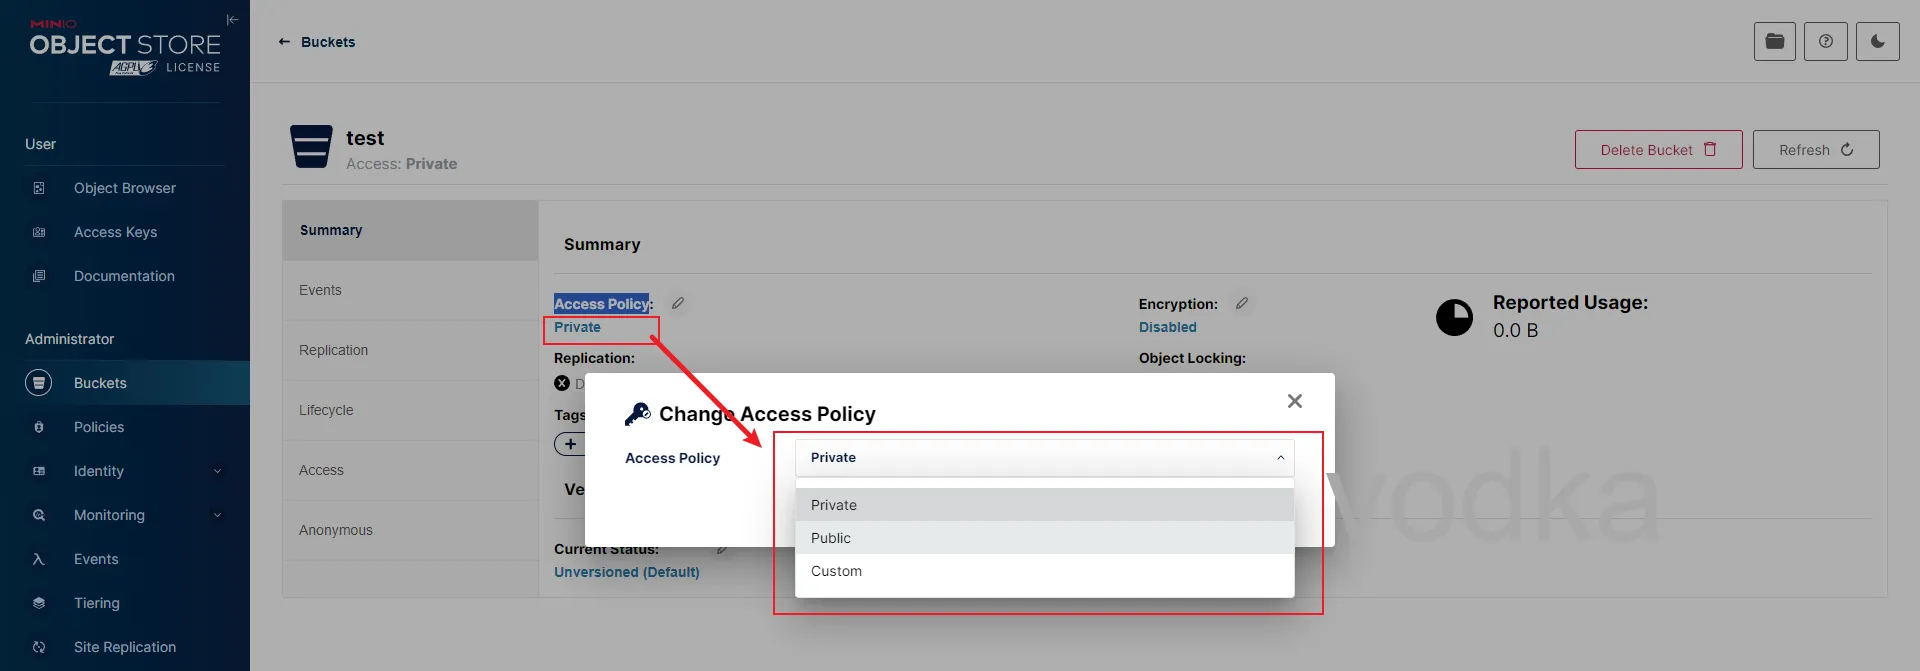 MINIO
OBJECT STORE
AGPLv3 LICENSE
User
Object Browser
Access Keys
Documentation
Administrator
Buckets
Policies
Identity
Monitoring
Events
Tiering
Site Replication
Buckets
test
Access: Private
Delete Bucket
Refresh
Summary
Events
Replication
Lifecycle
Access
Anonymous
Summary
Access Policy:
Private
Encryption:
Disabled
Reported Usage:
0.0 B
Replication:
D
Object Locking:
Tags
Ve
Current Status:
Unversioned (Default)
Change Access Policy
Access Policy
Private
Private
Public
Custom
vodka